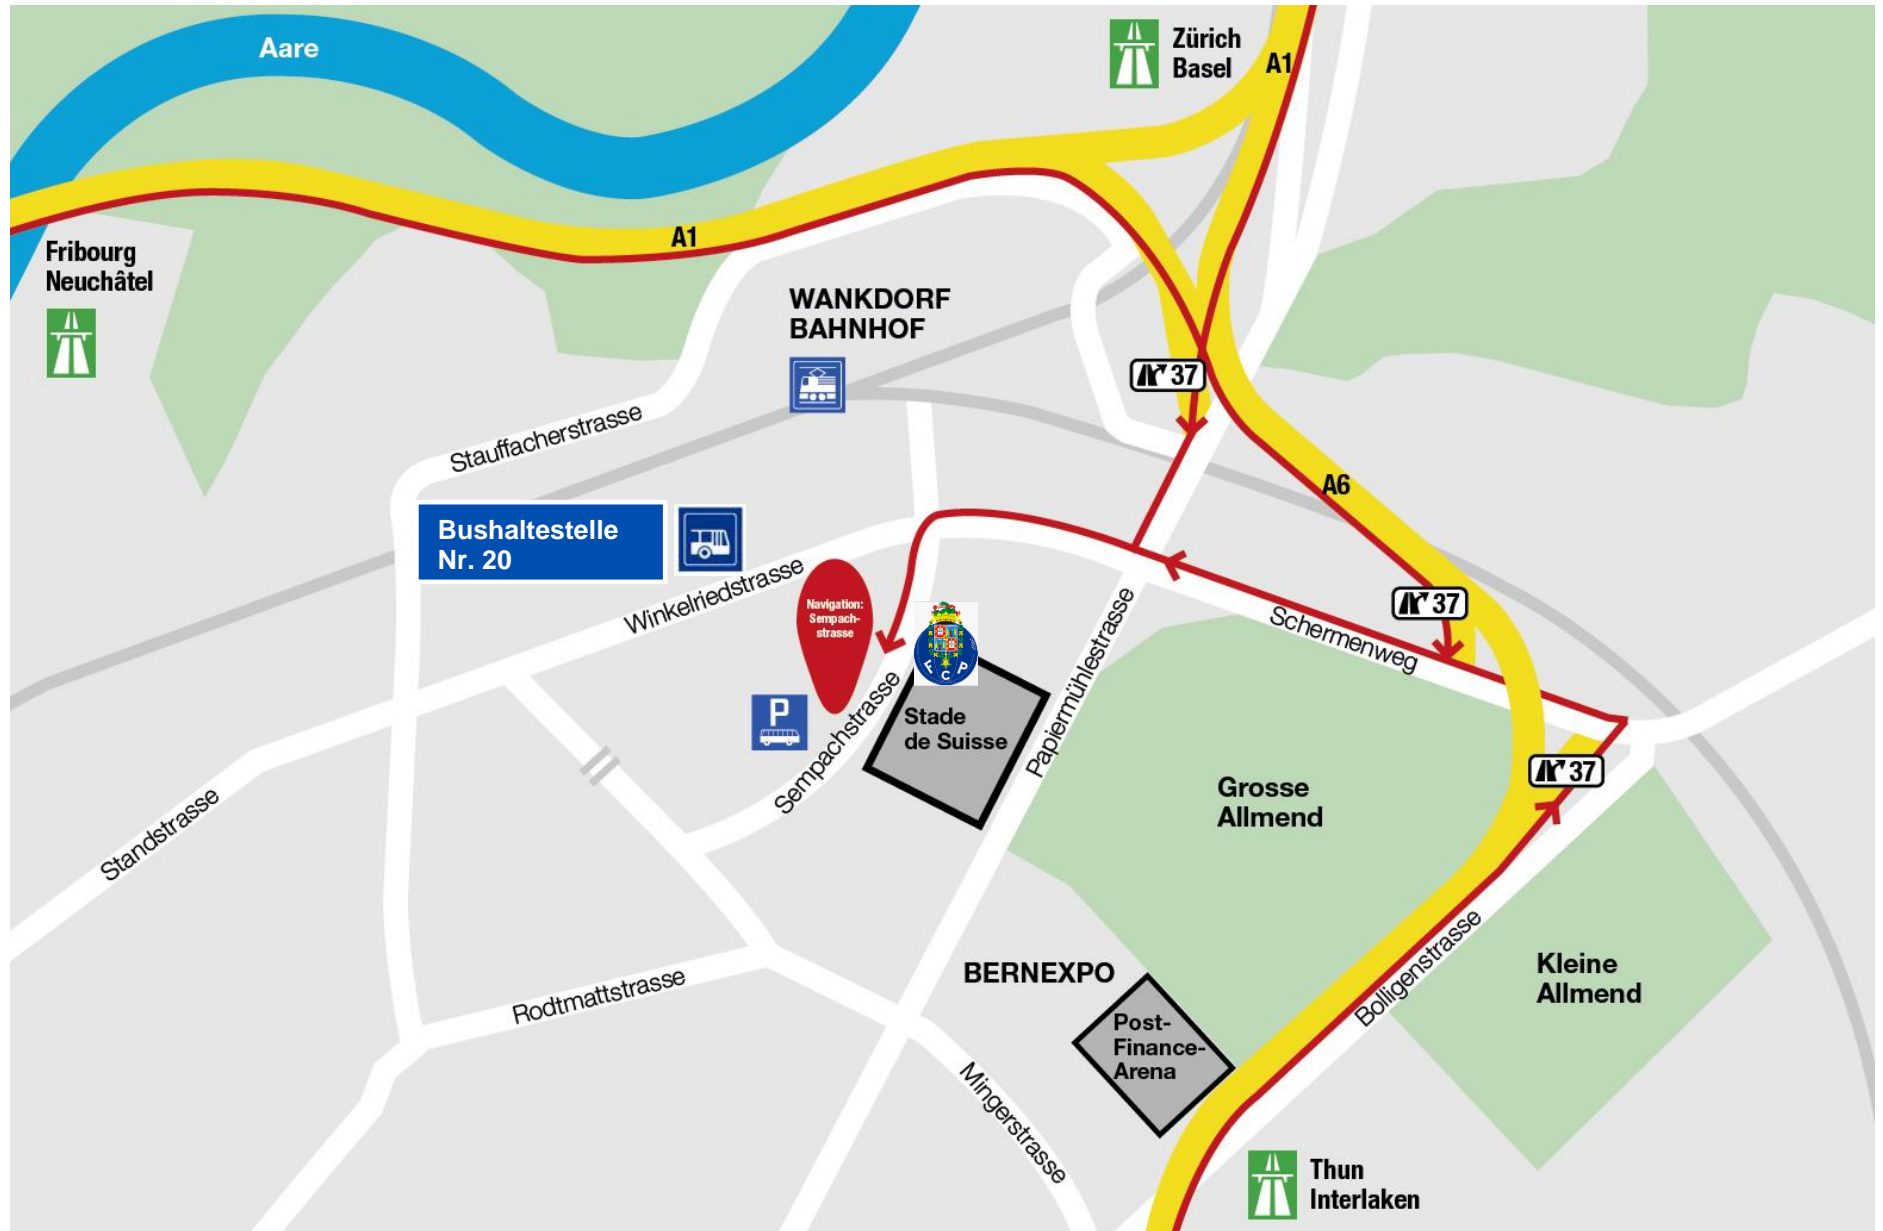 Aare
Zürich
Basel
A1
Fribourg
Neuchâtel
A1
WANKDORF
BAHNHOF
37
Stauffacherstrasse
A6
Bushaltestelle
Nr. 20
Winkelriedstrasse
Navigation:
Sempach-
strasse
37
Schermenweg
F C P
P
Sempachstrasse
Stade
de Suisse
Papiermühlestrasse
37
Grosse
Allmend
Standstrasse
Rodtmattstrasse
BERNEXPO
Post-
Finance-
Arena
Bolligenstrasse
Kleine
Allmend
Mingerstrasse
Thun
Interlaken